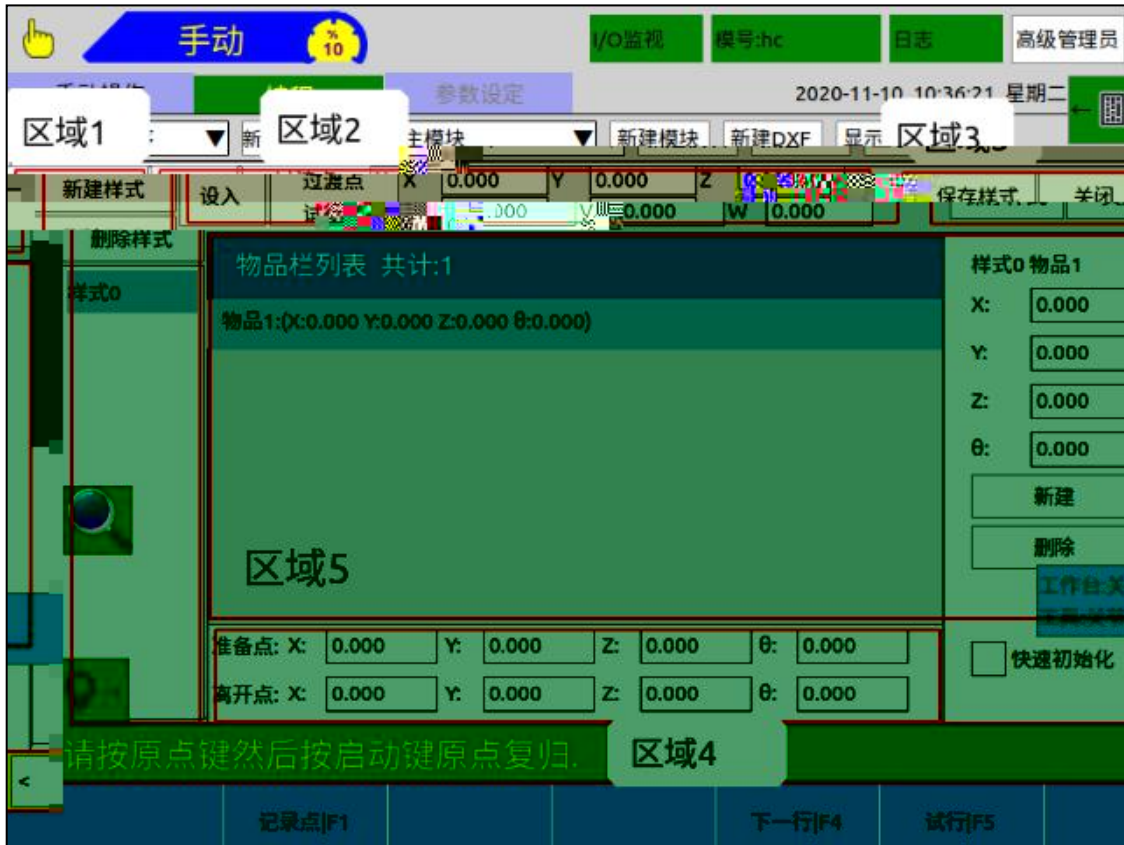 手动 % 10 I/O监视 模号:hc 日志 高级管理员
参数设定 2020-11-10 10:36:21 星期二
区域1 区域2 主模块 新建模块 新建DXF 显示 区域3
新建样式 设入 过渡点 X 0.000 Y 0.000 Z 保存样式 关闭
0.000 W 0.000
删除样式
物品栏列表 共计:1 样式0 物品1
样式0 X: 0.000
物品1:(X:0.000 Y:0.000 Z:0.000 θ:0.000)
Y: 0.000
Z: 0.000
θ: 0.000
新建
删除
区域5
准备点: X: 0.000 Y: 0.000 Z: 0.000 θ: 0.000
快速初始化
离开点: X: 0.000 Y: 0.000 Z: 0.000 θ: 0.000
请按原点键然后按启动键原点复归. 区域4
<
记录点|F1 下一行|F4 试行|F5